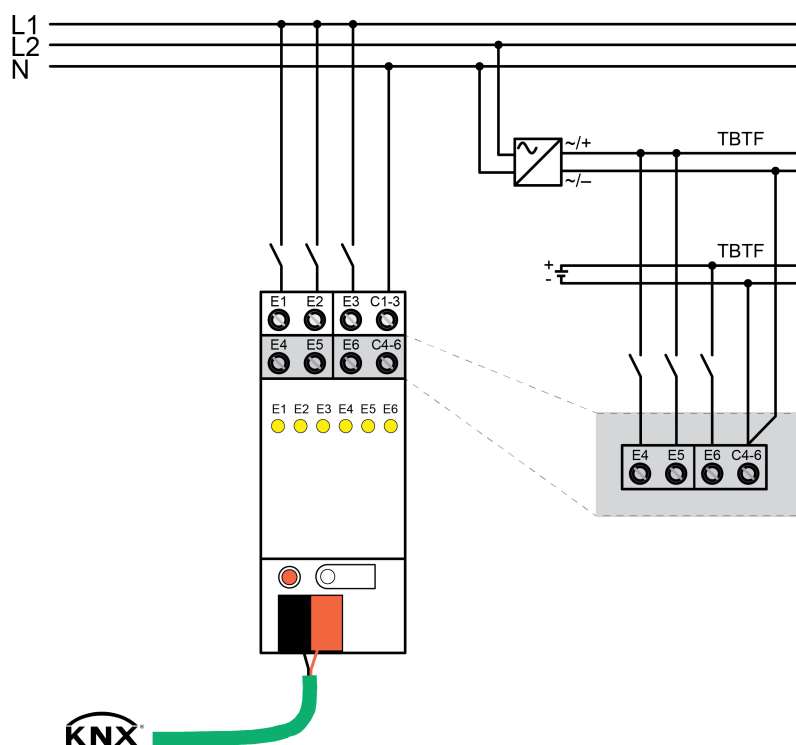 L1
L2
N
~/+ TBTF
~/–
+ TBTF
-
E1 E2 E3 C1-3
E4 E5 E6 C4-6
E1 E2 E3 E4 E5 E6
E4 E5 E6 C4-6
KNX®